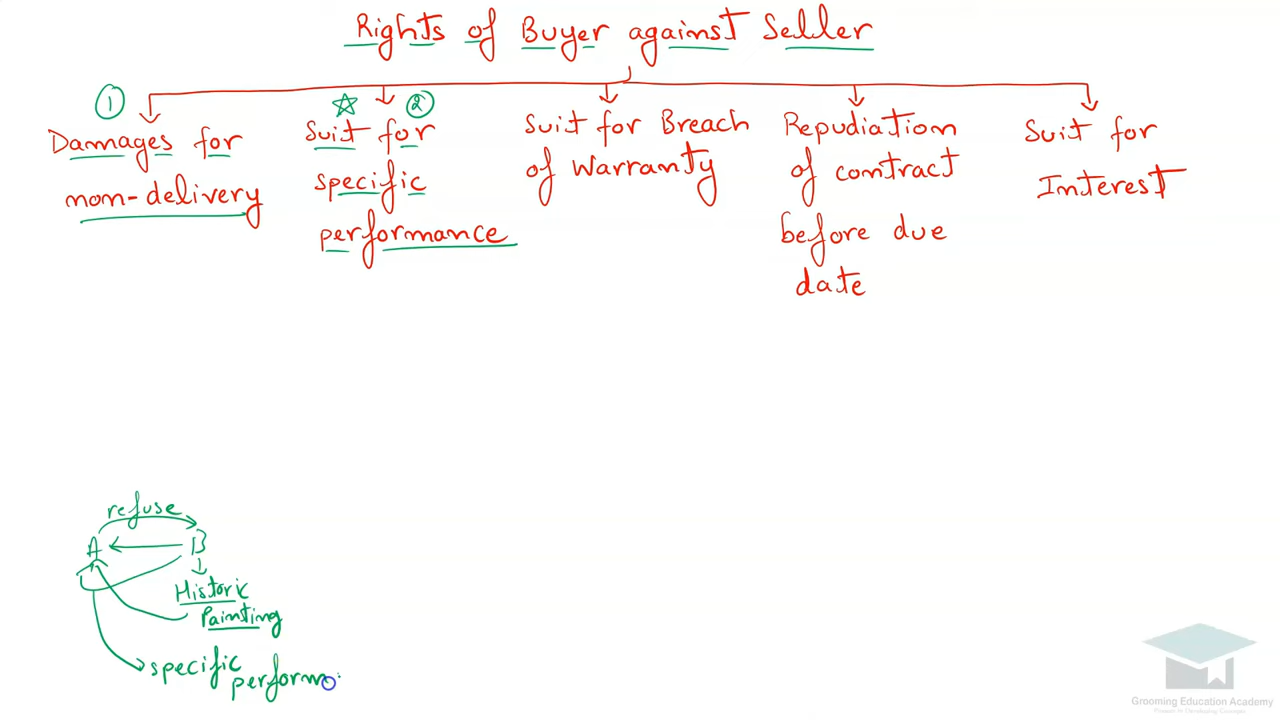 Rights of Buyer against Seller
① ☆ ②
Damages for
non-delivery
Suit for
specific
performance
Suit for Breach
of Warranty
Repudiation
of contract
before due
date
Suit for
Interest
refuse
A B
Historic
Painting
specific
perform
Grooming Education Academy